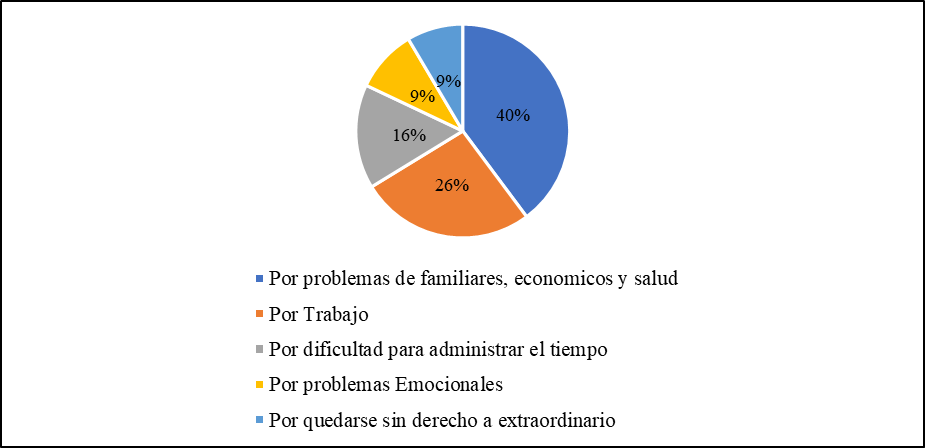 9%
9%
40%
16%
26%
Por problemas de familiares, economicos y salud
Por Trabajo
Por dificultad para administrar el tiempo
Por problemas Emocionales
Por quedarse sin derecho a extraordinario